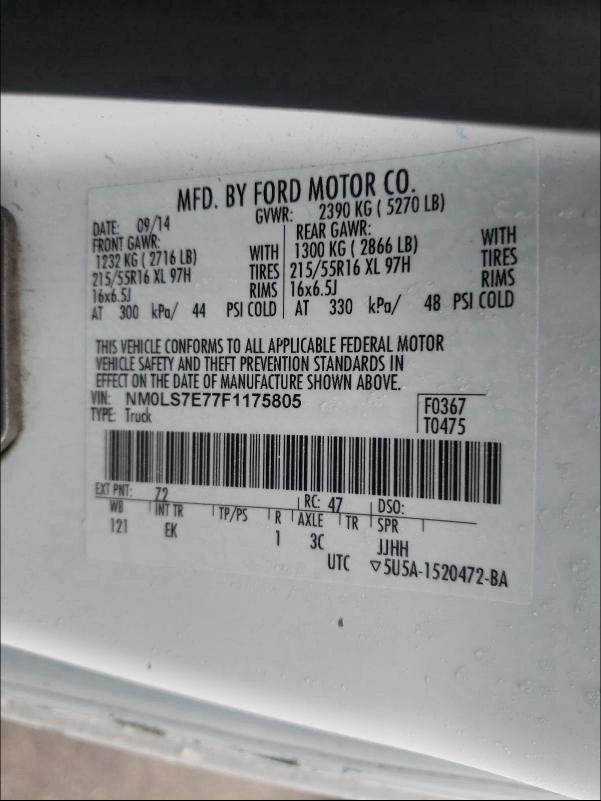 MFD. BY FORD MOTOR CO.
DATE: 09/14 GVWR: 2390 KG ( 5270 LB)
FRONT GAWR: REAR GAWR:
1232 KG ( 2716 LB) WITH 1300 KG ( 2866 LB) WITH
215/55R16 XL 97H TIRES 215/55R16 XL 97H TIRES
16x6.5J RIMS 16x6.5J RIMS
AT 300 kPa/ 44 PSI COLD AT 330 kPa/ 48 PSI COLD
THIS VEHICLE CONFORMS TO ALL APPLICABLE FEDERAL MOTOR
VEHICLE SAFETY AND THEFT PREVENTION STANDARDS IN
EFFECT ON THE DATE OF MANUFACTURE SHOWN ABOVE.
VIN: NM0LS7E77F1175805 F0367
TYPE: Truck T0475
EXT PNT: Z2 RC: 47 DSO:
WB INT TR TP/PS R AXLE TR SPR
121 EK 1 3C JJHH
UTC ▽5U5A-1520472-BA